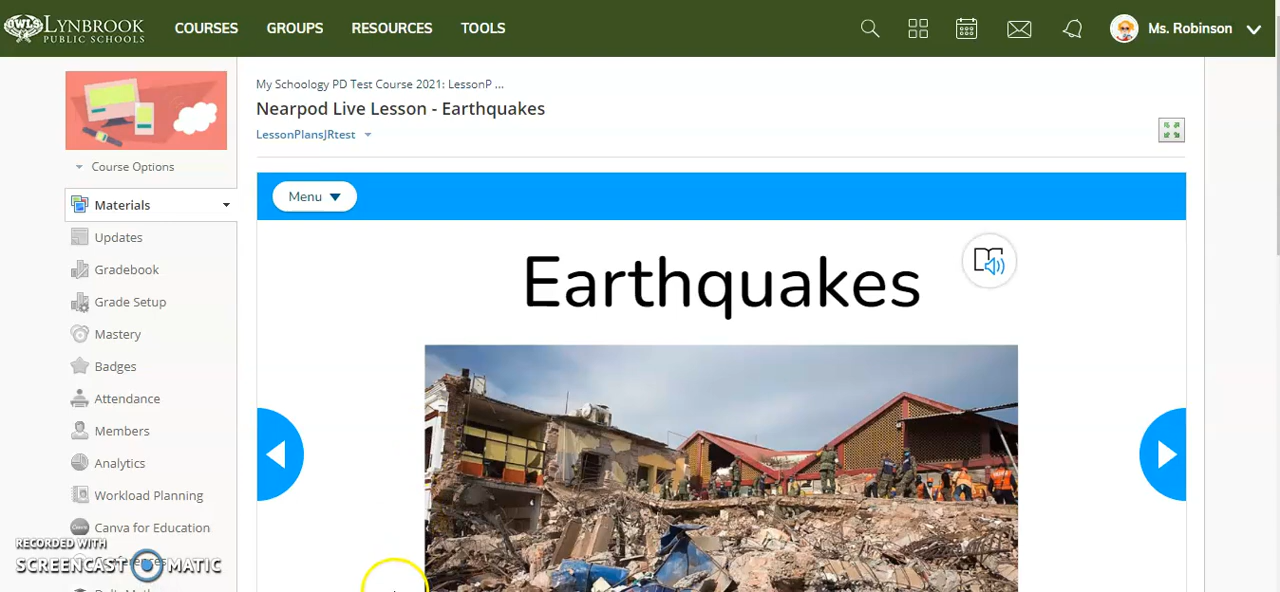 OWLS LYNBROOK
PUBLIC SCHOOLS
COURSES GROUPS RESOURCES TOOLS
Ms. Robinson
My Schoology PD Test Course 2021: LessonP ...
Nearpod Live Lesson - Earthquakes
LessonPlansJRtest
Course Options
Materials
Updates
Gradebook
Grade Setup
Mastery
Badges
Attendance
Members
Analytics
Workload Planning
Canva for Education
Menu
Earthquakes
RECORDED WITH
SCREENCAST MATIC